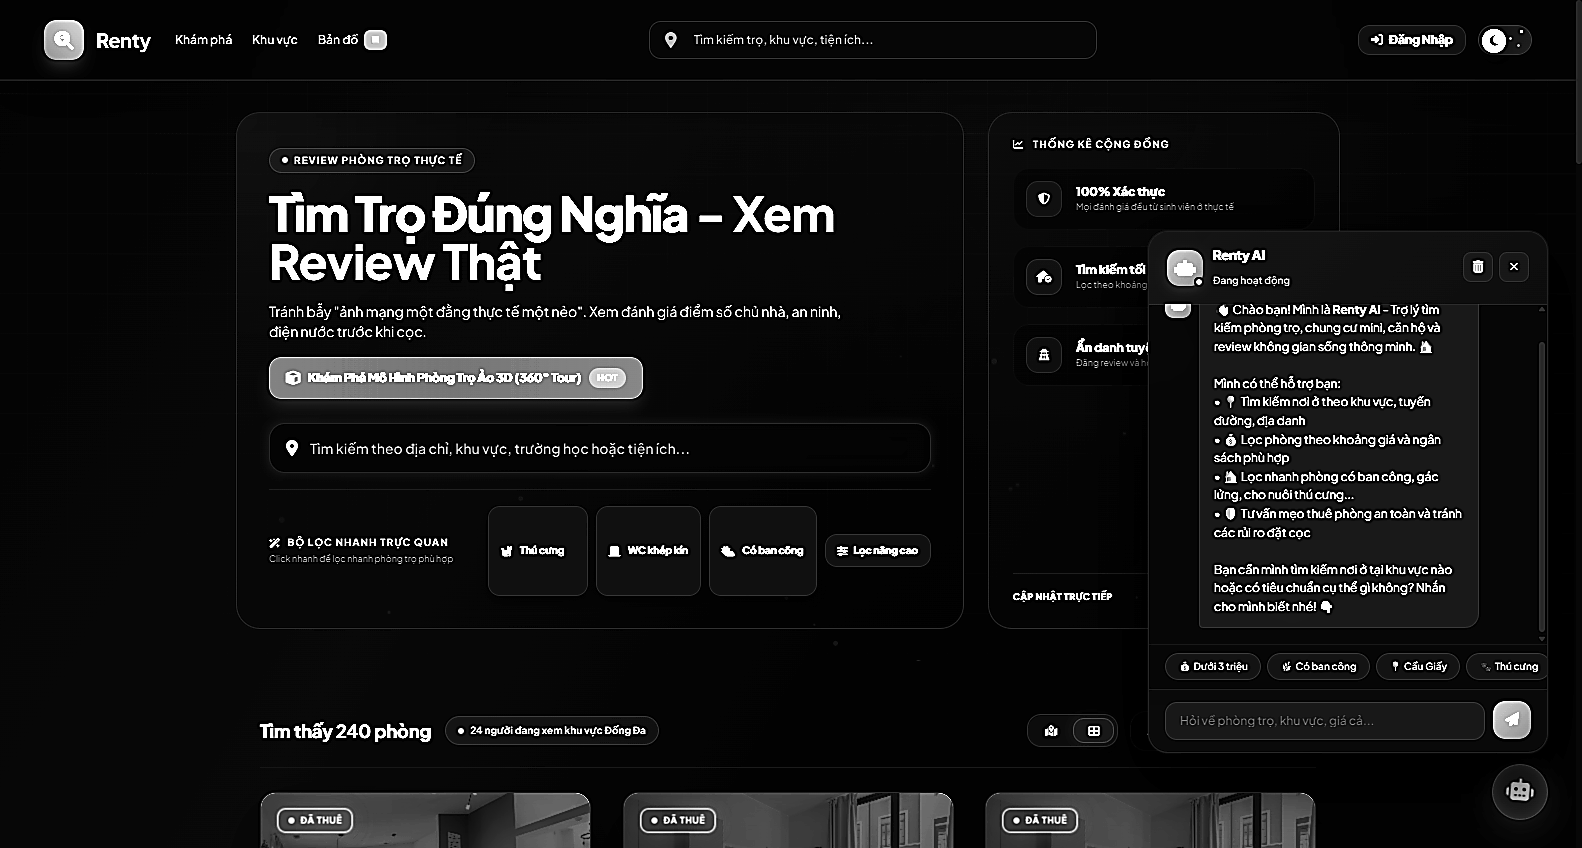 Renty
Khám phá
Khu vực
Bản đồ
Tìm kiếm trọ, khu vực, tiện ích...
Đăng Nhập
REVIEW PHÒNG TRỌ THỰC TẾ
Tìm Trọ Đúng Nghĩa – Xem
Review Thật
Tránh bẫy "ảnh mạng một đằng thực tế một nẻo". Xem đánh giá điểm số chủ nhà, an ninh,
điện nước trước khi cọc.
Khám Phá Mô Hình Phòng Trọ Ảo 3D (360° Tour) HOT
Tìm kiếm theo địa chỉ, khu vực, trường học hoặc tiện ích...
BỘ LỌC NHANH TRỰC QUAN
Click nhanh để lọc nhanh phòng trọ phù hợp
Thú cưng
WC khép kín
Có ban công
Lọc nâng cao
THỐNG KÊ CỘNG ĐỒNG
100% Xác thực
Mọi đánh giá đều từ sinh viên ở thực tế
Tìm kiếm tối
Lọc theo khoảng
Ẩn danh tuyệ
Đăng review và
CẬP NHẬT TRỰC TIẾP
Renty AI
Đang hoạt động
Chào bạn! Mình là Renty AI - Trợ lý tìm
kiếm phòng trọ, chung cư mini, căn hộ và
review không gian sống thông minh.
Mình có thể hỗ trợ bạn:
• Tìm kiếm nơi ở theo khu vực, tuyến
đường, địa danh
• Lọc phòng theo khoảng giá và ngân
sách phù hợp
• Lọc nhanh phòng có ban công, gác
lửng, cho nuôi thú cưng...
• Tư vấn mẹo thuê phòng an toàn và tránh
các rủi ro đặt cọc
Bạn cần mình tìm kiếm nơi ở tại khu vực nào
hoặc có tiêu chuẩn cụ thể gì không? Nhắn
cho mình biết nhé!
Dưới 3 triệu
Có ban công
Cầu Giấy
Thú cưng
Hỏi về phòng trọ, khu vực, giá cả...
Tìm thấy 240 phòng
24 người đang xem khu vực Đống Đa
ĐÃ THUÊ
ĐÃ THUÊ
ĐÃ THUÊ